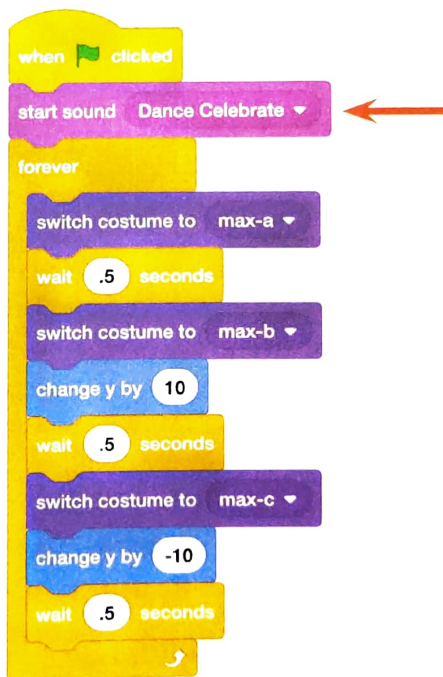 when clicked
start sound Dance Celebrate
forever
switch costume to max-a
wait .5 seconds
switch costume to max-b
change y by 10
wait .5 seconds
switch costume to max-c
change y by -10
wait .5 seconds